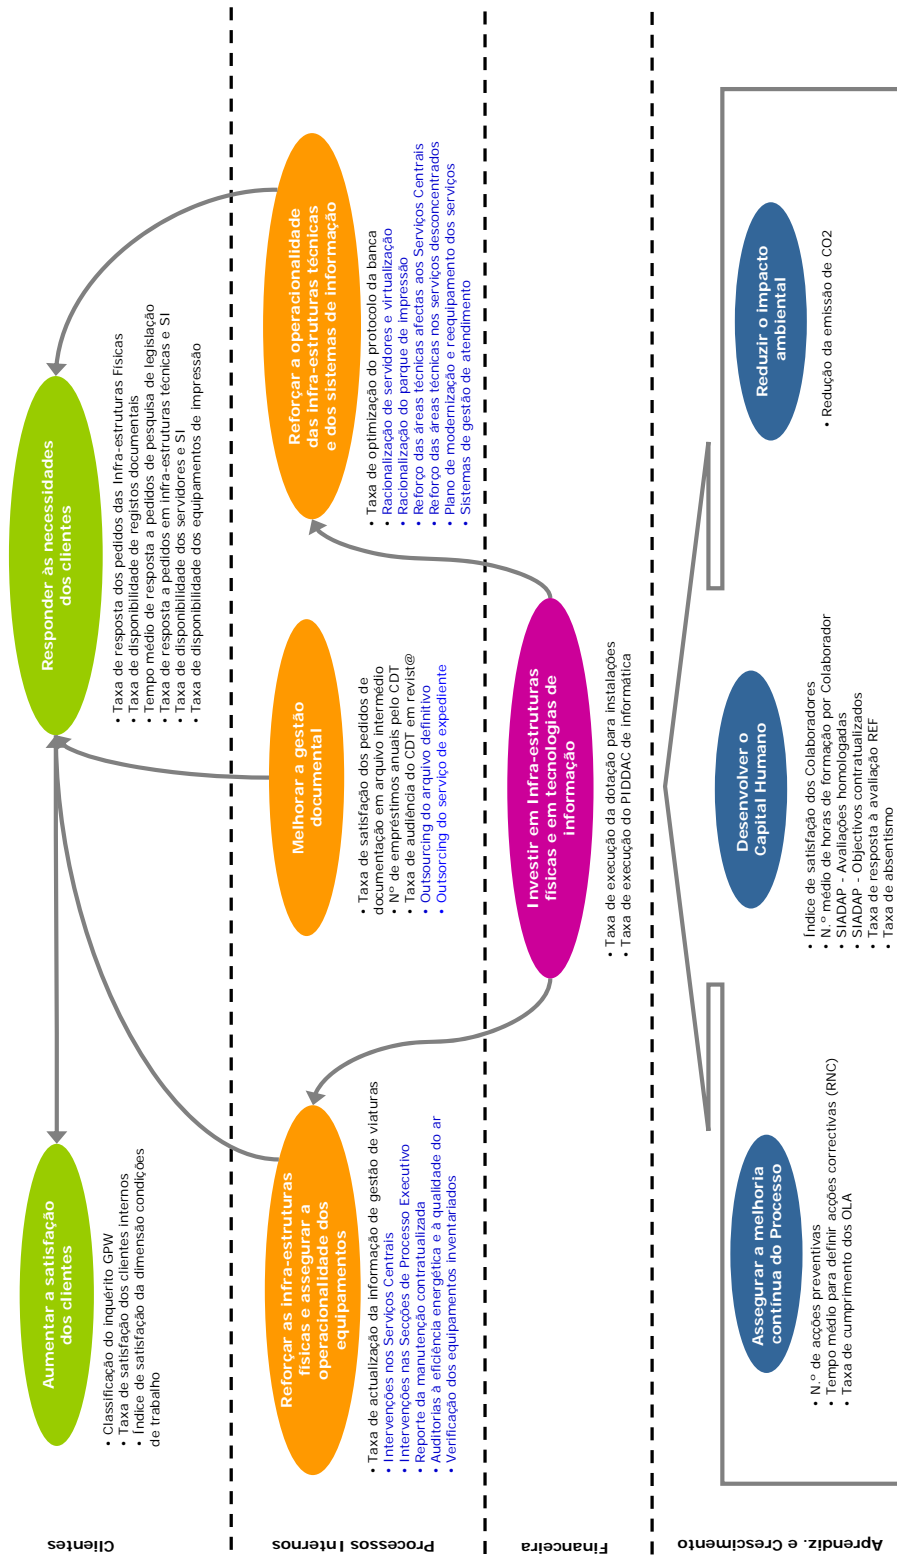 Clientes
Aumentar a satisfação
dos clientes
• Classificação do inquérito GPW
• Taxa de satisfação dos clientes internos
• Índice de satisfação da dimensão condições
de trabalho
Responder às necessidades
dos clientes
• Taxa de resposta dos pedidos das Infra-estruturas Físicas
• Taxa de disponibilidade de registos documentais
• Tempo médio de resposta a pedidos de pesquisa de legislação
• Taxa de resposta a pedidos em infra-estruturas técnicas e SI
• Taxa de disponibilidade dos servidores e SI
• Taxa de disponibilidade dos equipamentos de impressão
Processos Internos
Reforçar as infra-estruturas
físicas e assegurar a
operacionalidade dos
equipamentos
• Taxa de actualização da informação de gestão de viaturas
• Intervenções nos Serviços Centrais
• Intervenções nas Secções de Processo Executivo
• Reporte da manutenção contratualizada
• Auditorias à eficiência energética e à qualidade do ar
• Verificação dos equipamentos inventariados
Melhorar a gestão
documental
• Taxa de satisfação dos pedidos de
documentação em arquivo intermédio
• Nº de empréstimos anuais pelo CDT
• Taxa de audiência do CDT em revist@
• Outsourcing do arquivo definitivo
• Outsorcing do serviço de expediente
Reforçar a operacionalidade
das infra-estruturas técnicas
e dos sistemas de informação
• Taxa de optimização do protocolo da banca
• Racionalização de servidores e virtualização
• Racionalização do parque de impressão
• Reforço das áreas técnicas afectas aos Serviços Centrais
• Reforço das áreas técnicas nos serviços desconcentrados
• Plano de modernização e reequipamento dos serviços
• Sistemas de gestão de atendimento
Financeira
Investir em Infra-estruturas
físicas e em tecnologias de
informação
• Taxa de execução da dotação para instalações
• Taxa de execução do PIDDAC de informática
Aprendiz. e Crescimento
Assegurar a melhoria
contínua do Processo
• N.º de acções preventivas
• Tempo médio para definir acções correctivas (RNC)
• Taxa de cumprimento dos OLA
Desenvolver o
Capital Humano
• Índice de satisfação dos Colaboradores
• N.º médio de horas de formação por Colaborador
• SIADAP - Avaliações homologadas
• SIADAP - Objectivos contratualizados
• Taxa de resposta à avaliação REF
• Taxa de absentismo
Reduzir o impacto
ambiental
• Redução da emissão de CO2